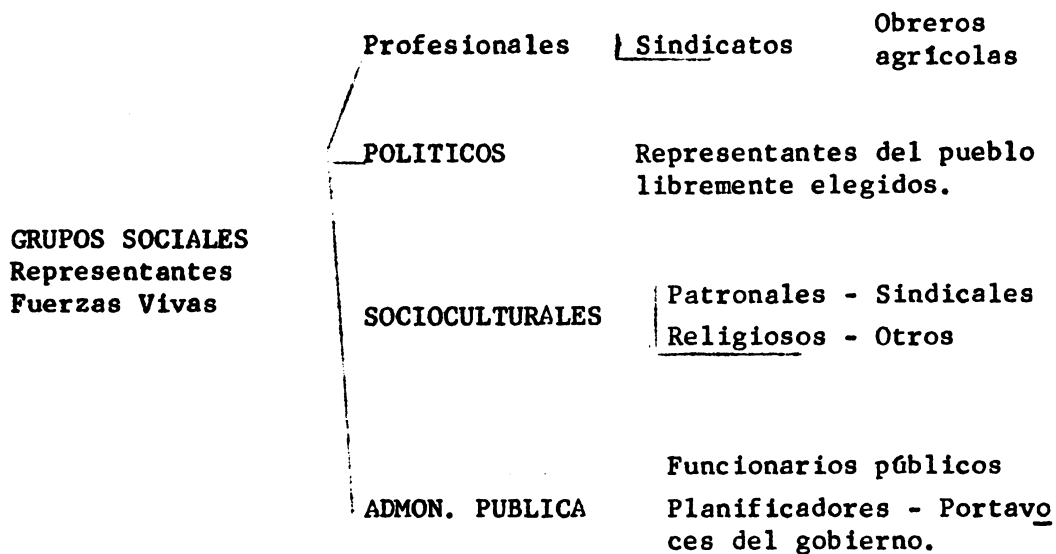 Profesionales Sindicatos Obreros
agrícolas
POLITICOS Representantes del pueblo
libremente elegidos.
GRUPOS SOCIALES
Representantes
Fuerzas Vivas
SOCIOCULTURALES Patronales - Sindicales
Religiosos - Otros
Funcionarios públicos
ADMON. PUBLICA Planificadores - Portavo
ces del gobierno.